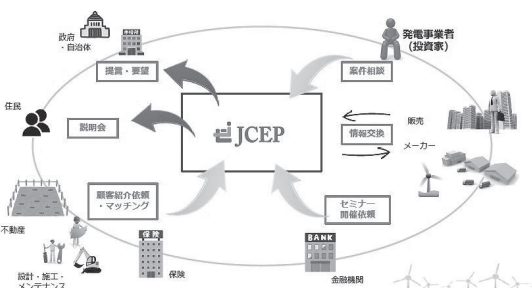 政府
・自治体
提言・要望
発電事業者
(投資家)
案件相談
住民
説明会
JCEP
情報交換
販売
メーカー
顧客紹介依頼
・マッチング
セミナー
開催依頼
不動産
設計・施工・
メンテナンス
保険
保険
BANK
金融機関